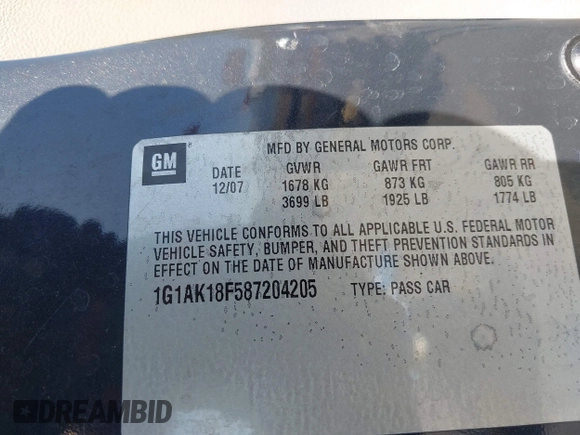 MFD BY GENERAL MOTORS CORP.
GM
DATE GVWR GAWR FRT GAWR RR
12/07 1678 KG 873 KG 805 KG
3699 LB 1925 LB 1774 LB
THIS VEHICLE CONFORMS TO ALL APPLICABLE U.S. FEDERAL MOTOR
VEHICLE SAFETY, BUMPER, AND THEFT PREVENTION STANDARDS IN
EFFECT ON THE DATE OF MANUFACTURE SHOWN ABOVE.
1G1AK18F587204205 TYPE: PASS CAR
DREAMBID